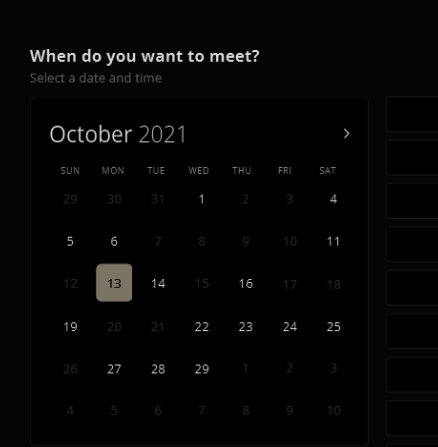 When do you want to meet?
Select a date and time
October 2021 >
SUN MON TUE WED THU FRI SAT
29 30 31 1 2 3 4
5 6 7 8 9 10 11
12 13 14 15 16 17 18
19 20 21 22 23 24 25
26 27 28 29 1 2 3
4 5 6 7 8 9 10